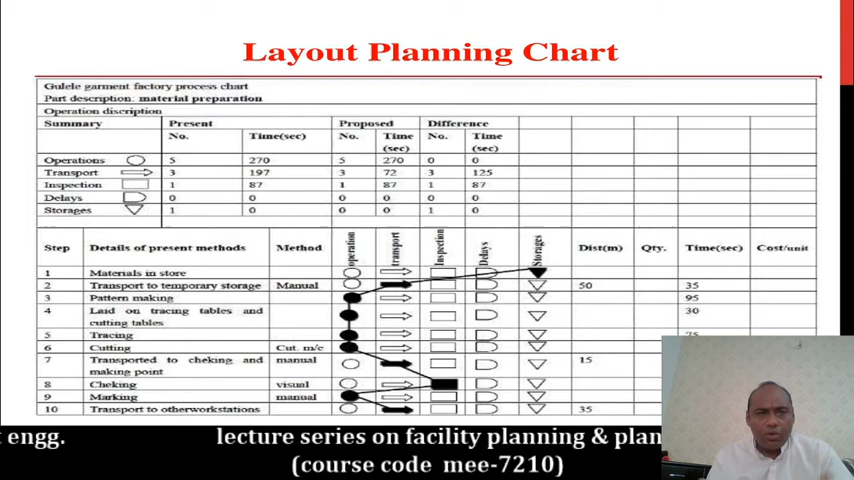 Layout Planning Chart
Gulele garment factory process chart
Part description: material preparation
Operation discription
Summary Present Proposed Difference
No. Time(sec) No. Time (sec) No. Time (sec)
Operations 5 270 5 270 0 0
Transport 3 197 3 72 3 125
Inspection 1 87 1 87 1 87
Delays 0 0 0 0 0 0
Storages 1 0 0 0 1 0
Step Details of present methods Method operation transport Inspection Delays Storages Dist(m) Qty. Time(sec) Cost/unit
1 Materials in store
2 Transport to temporary storage Manual 50 35
3 Pattern making 95
4 Laid on tracing tables and cutting tables 30
5 Tracing
6 Cutting Cut. m/c
7 Transported to cheking and making point manual 15
8 Cheking visual
9 Marking manual
10 Transport to otherworkstations 35
t engg. lecture series on facility planning & plan
(course code mee-7210)